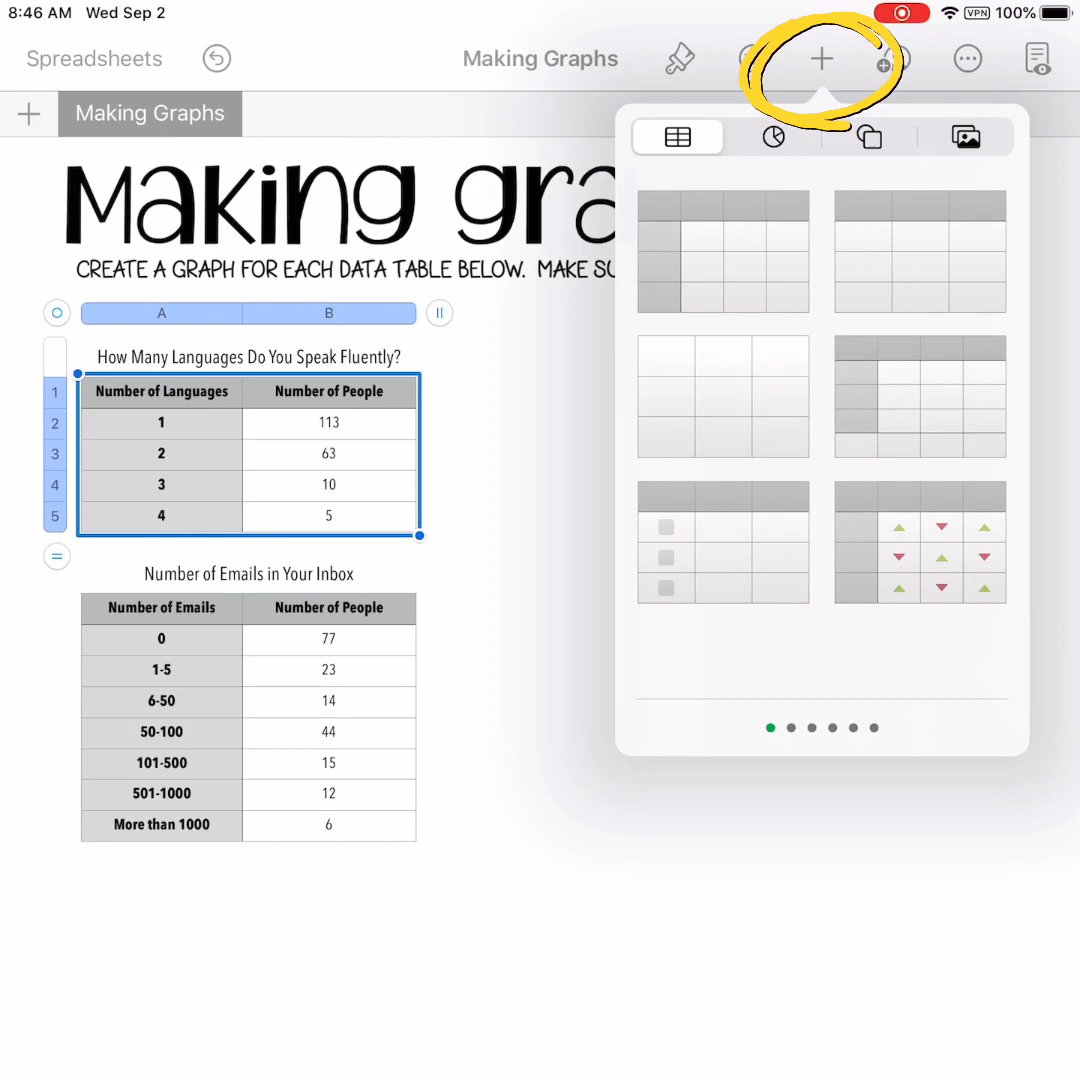 8:46 AM Wed Sep 2 VPN 100%
Spreadsheets Making Graphs
Making Graphs
Making gra
CREATE A GRAPH FOR EACH DATA TABLE BELOW. MAKE SU
A B
How Many Languages Do You Speak Fluently?
1 Number of Languages Number of People
2 1 113
3 2 63
4 3 10
5 4 5
Number of Emails in Your Inbox
Number of Emails Number of People
0 77
1-5 23
6-50 14
50-100 44
101-500 15
501-1000 12
More than 1000 6